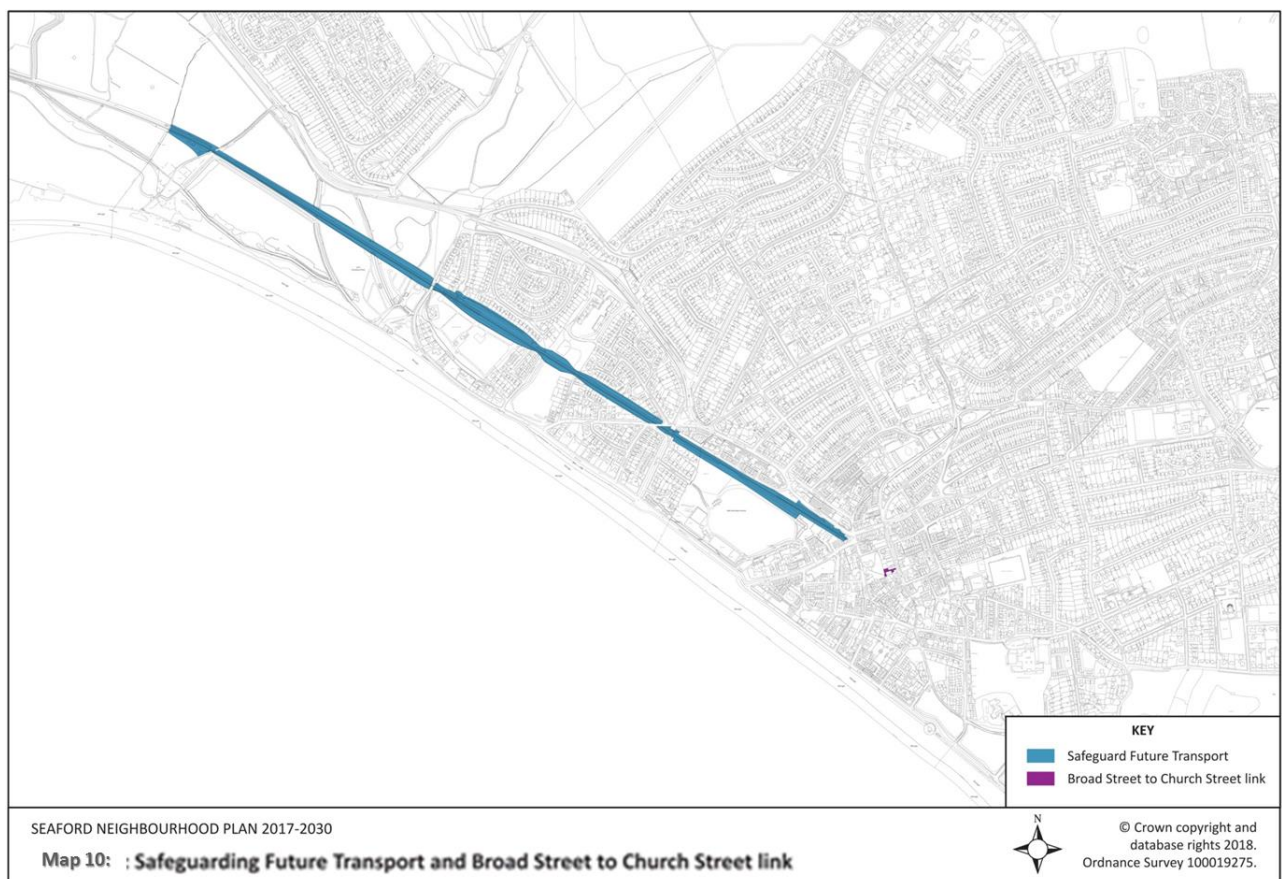 KEY
Safeguard Future Transport
Broad Street to Church Street link
SEAFORD NEIGHBOURHOOD PLAN 2017-2030
Map 10: : Safeguarding Future Transport and Broad Street to Church Street link
N
© Crown copyright and
database rights 2018.
Ordnance Survey 100019275.